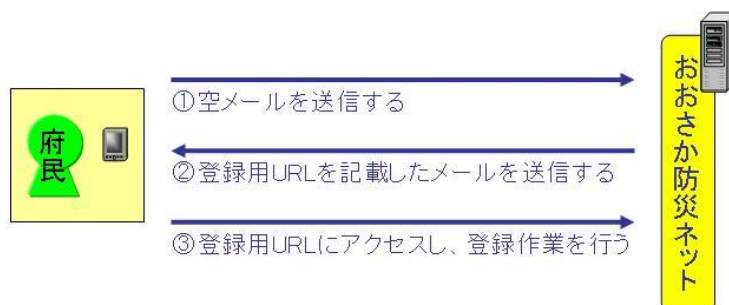 府民
①空メールを送信する
②登録用URLを記載したメールを送信する
③登録用URLにアクセスし、登録作業を行う
おおさか防災ネット